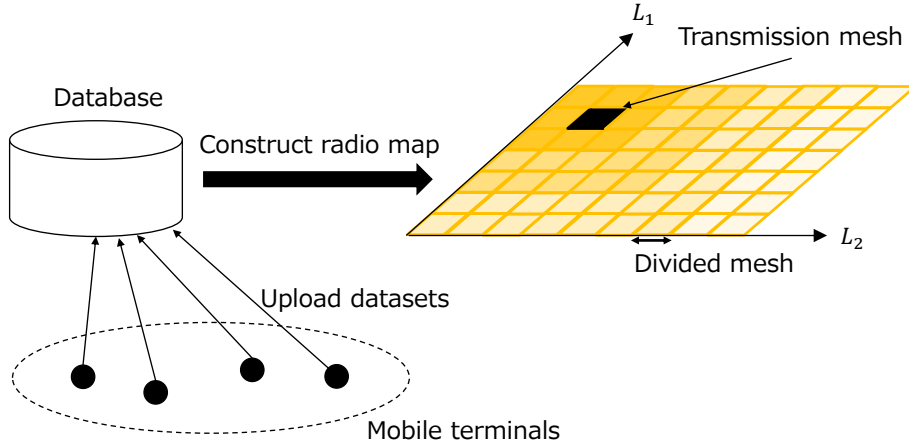 L₁
Transmission mesh
Database
Construct radio map
L₂
Divided mesh
Upload datasets
Mobile terminals